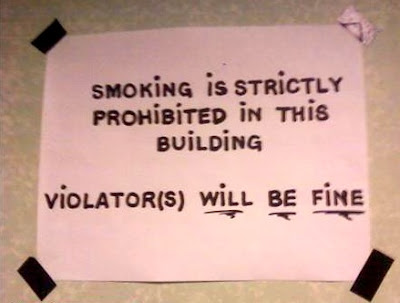 SMOKiNG iS STRiCTLY
PROHiBiTED iN THiS
BUiLDiNG
ViOLATOR(S) WiLL BE FiNE